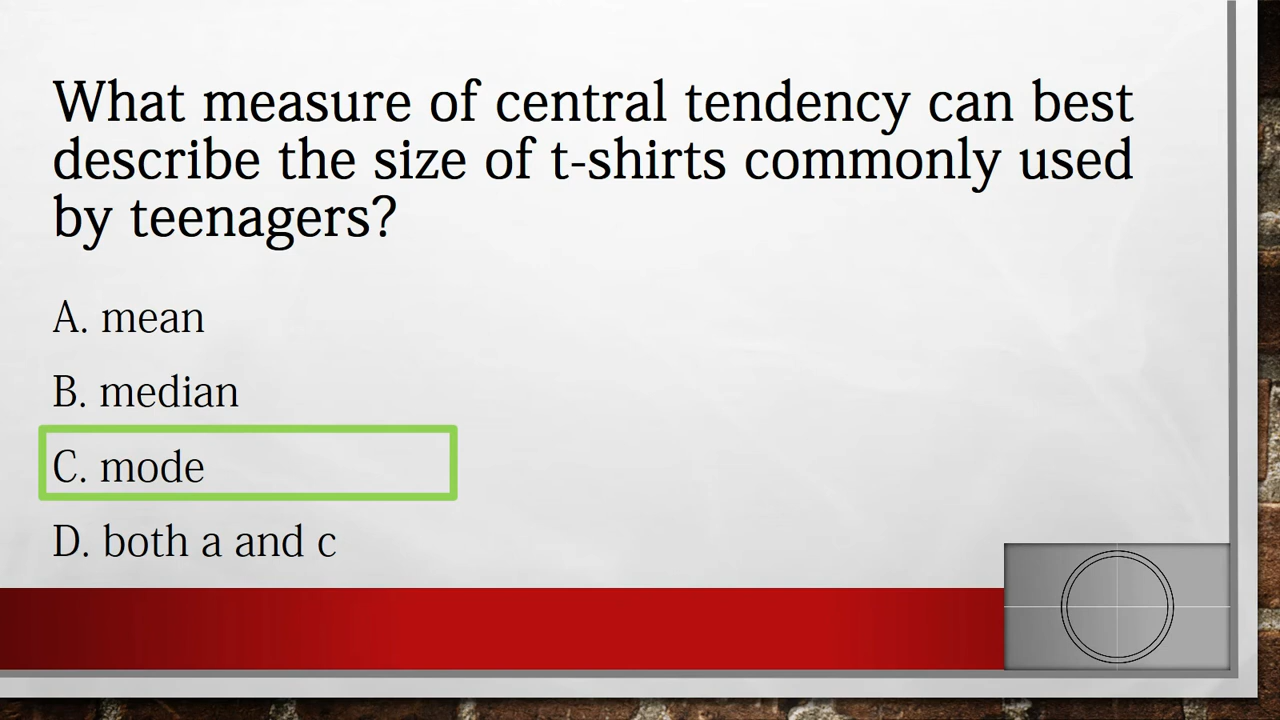 What measure of central tendency can best
describe the size of t-shirts commonly used
by teenagers?
A. mean
B. median
C. mode
D. both a and c